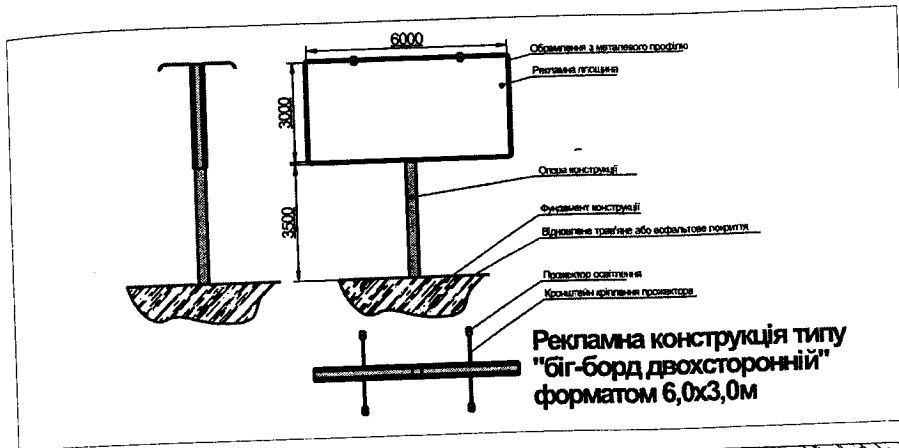 6000
Обрамлення з металевого профілю
Рекламна площина
3000
Опора конструкції
3500
Фундамент конструкції
Відновлене трав'яне або асфальтове покриття
Прожектор освітлення
Кронштейн кріплення прожектора
Рекламна конструкція типу
"біг-борд двохсторонній"
форматом 6,0х3,0м